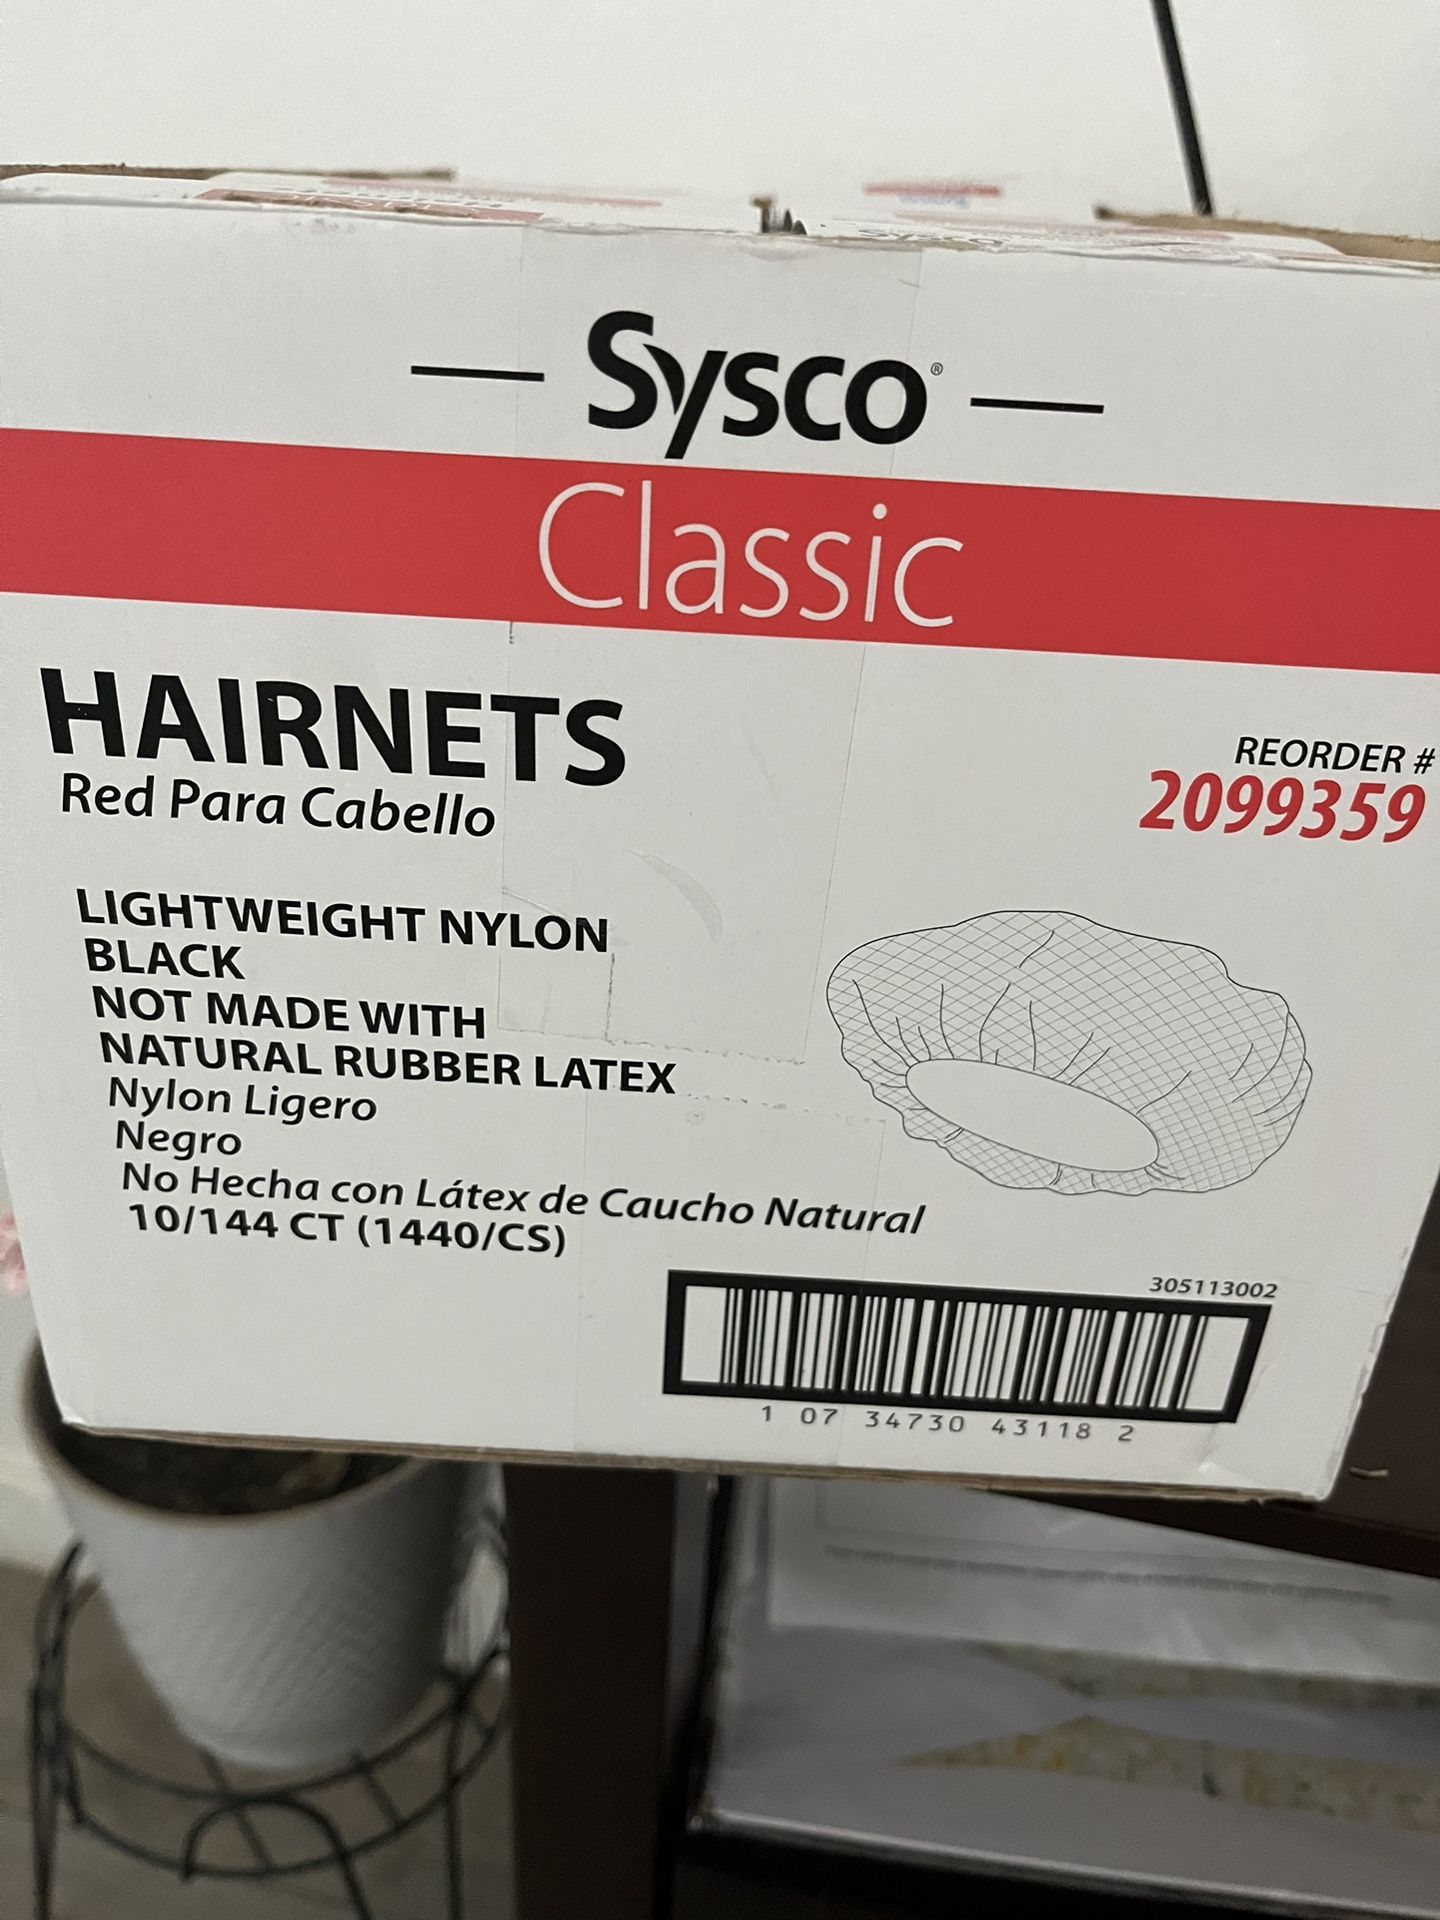 Sysco®
Classic
HAIRNETS
Red Para Cabello
REORDER #
2099359
LIGHTWEIGHT NYLON
BLACK
NOT MADE WITH
NATURAL RUBBER LATEX
Nylon Ligero
Negro
No Hecha con Látex de Caucho Natural
10/144 CT (1440/CS)
305113002
1 07 34730 43118 2